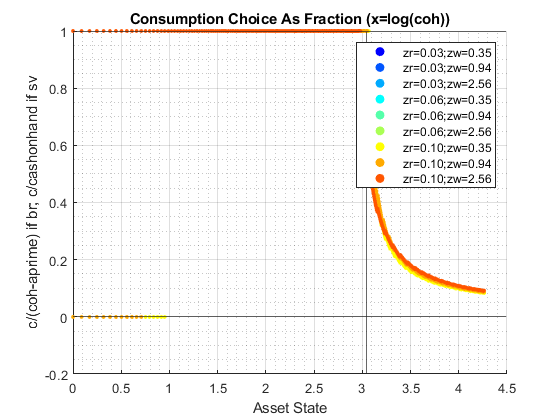 Consumption Choice As Fraction (x=log(coh))
c/(coh-aprime) if br; c/cashonhand if sv
1
0.8
0.6
0.4
0.2
0
-0.2
zr=0.03;zw=0.35
zr=0.03;zw=0.94
zr=0.03;zw=2.56
zr=0.06;zw=0.35
zr=0.06;zw=0.94
zr=0.06;zw=2.56
zr=0.10;zw=0.35
zr=0.10;zw=0.94
zr=0.10;zw=2.56
0 0.5 1 1.5 2 2.5 3 3.5 4 4.5
Asset State